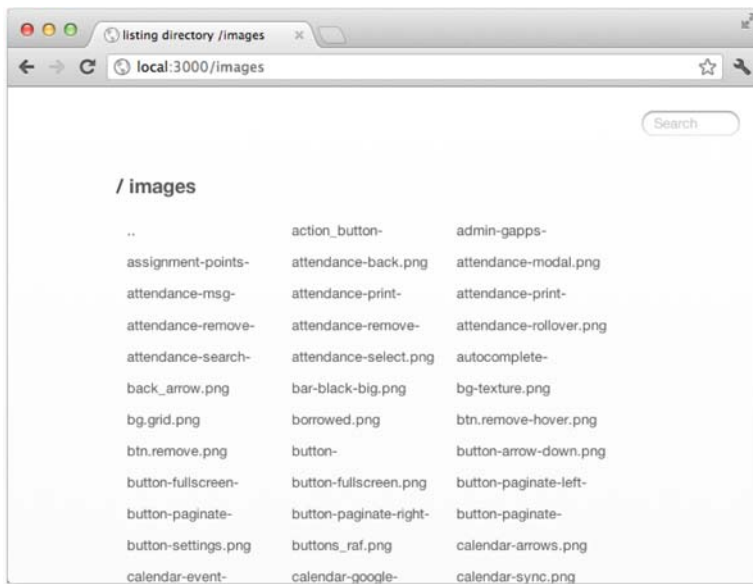 listing directory /images
local:3000/images
Search
/ images
.. action_button- admin-gapps-
assignment-points- attendance-back.png attendance-modal.png
attendance-msg- attendance-print- attendance-print-
attendance-remove- attendance-remove- attendance-rollover.png
attendance-search- attendance-select.png autocomplete-
back_arrow.png bar-black-big.png bg-texture.png
bg.grid.png borrowed.png btn.remove-hover.png
btn.remove.png button- button-arrow-down.png
button-fullscreen- button-fullscreen.png button-paginate-left-
button-paginate- button-paginate-right- button-paginate-
button-settings.png buttons_raf.png calendar-arrows.png
calendar-event- calendar-google- calendar-sync.png